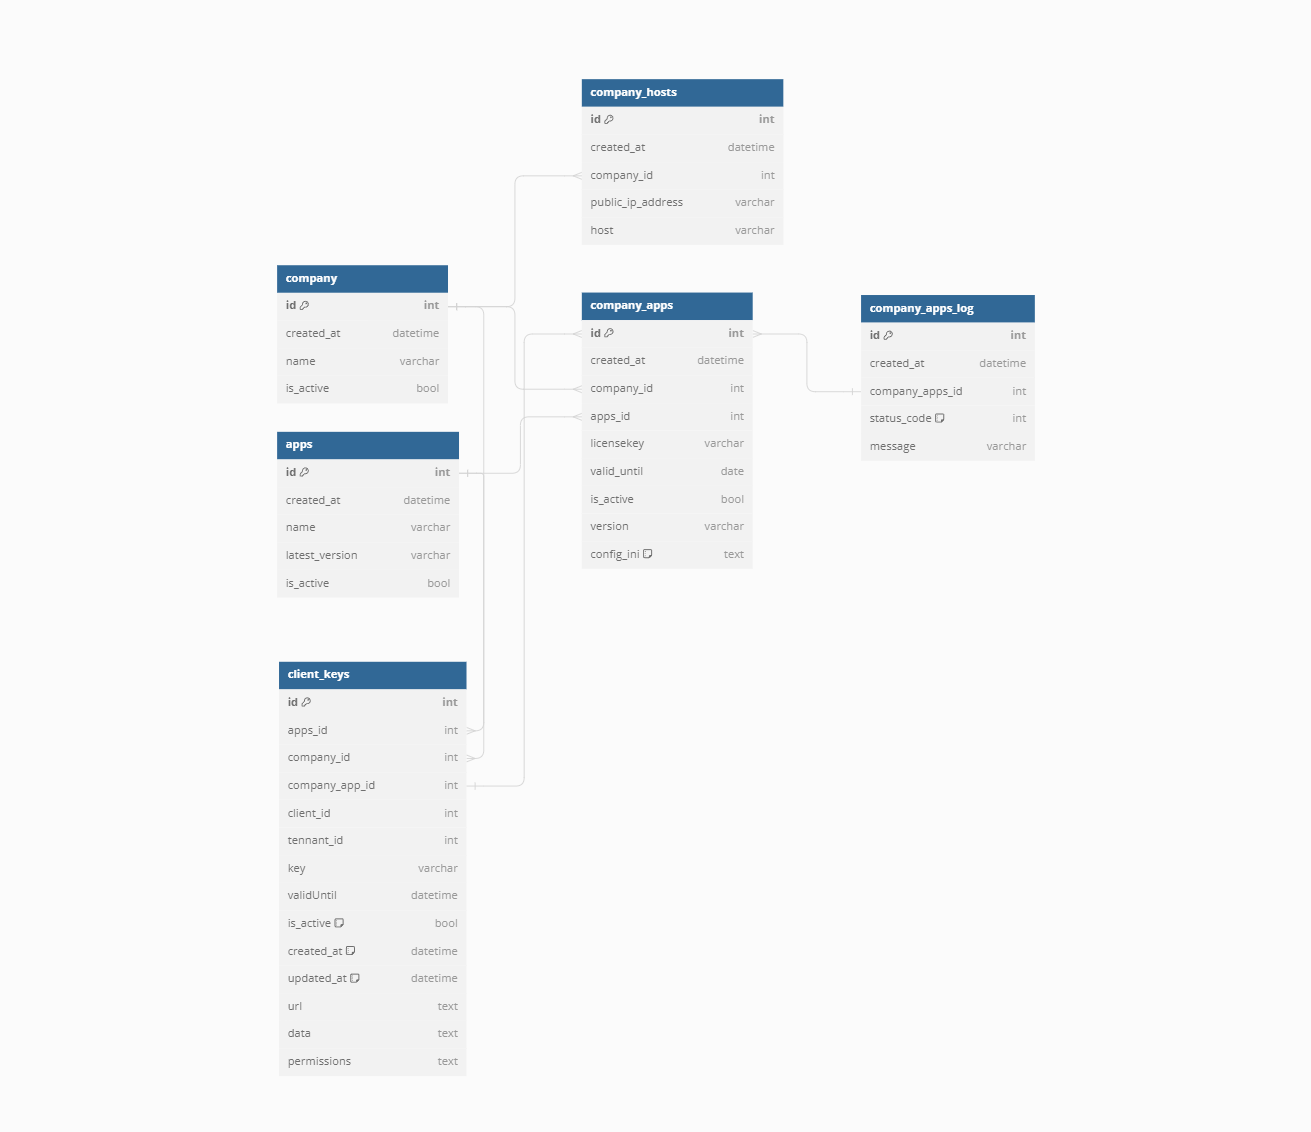 company_hosts
id int
created_at datetime
company_id int
public_ip_address varchar
host varchar
company
id int
created_at datetime
name varchar
is_active bool
company_apps
id int
created_at datetime
company_id int
apps_id int
licensekey varchar
valid_until date
is_active bool
version varchar
config_ini text
company_apps_log
id int
created_at datetime
company_apps_id int
status_code int
message varchar
apps
id int
created_at datetime
name varchar
latest_version varchar
is_active bool
client_keys
id int
apps_id int
company_id int
company_app_id int
client_id int
tennant_id int
key varchar
validUntil datetime
is_active bool
created_at datetime
updated_at datetime
url text
data text
permissions text